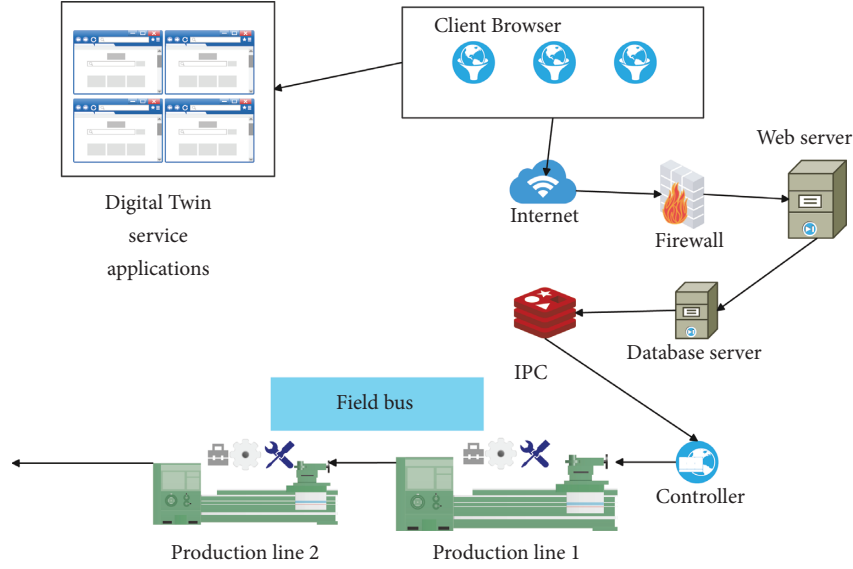 Client Browser
Digital Twin
service
applications
Internet
Firewall
Web server
Database server
IPC
Field bus
Controller
Production line 2
Production line 1